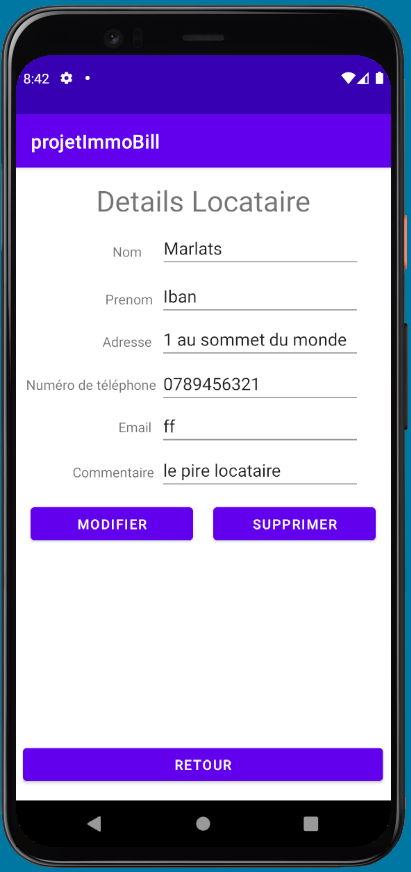 8:42
projetImmoBill
Details Locataire
Nom Marlats
Prenom Iban
Adresse 1 au sommet du monde
Numéro de téléphone 0789456321
Email ff
Commentaire le pire locataire
MODIFIER SUPPRIMER
RETOUR